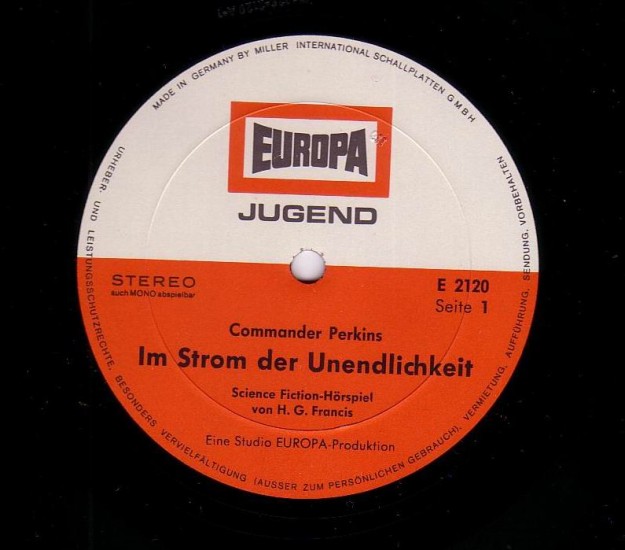 MADE IN GERMANY BY MILLER INTERNATIONAL SCHALLPLATTEN GMBH
EUROPA
JUGEND
STEREO
auch MONO abspielbar
E 2120
Seite 1
Commander Perkins
Im Strom der Unendlichkeit
Science Fiction-Hörspiel
von H. G. Francis
Eine Studio EUROPA-Produktion
URHEBER- UND LEISTUNGSSCHUTZRECHTE, BESONDERS VERVIELFÄLTIGUNG (AUSSER ZUM PERSÖNLICHEN GEBRAUCH), VERMIETUNG, AUFFÜHRUNG, SENDUNG, VORBEHALTEN